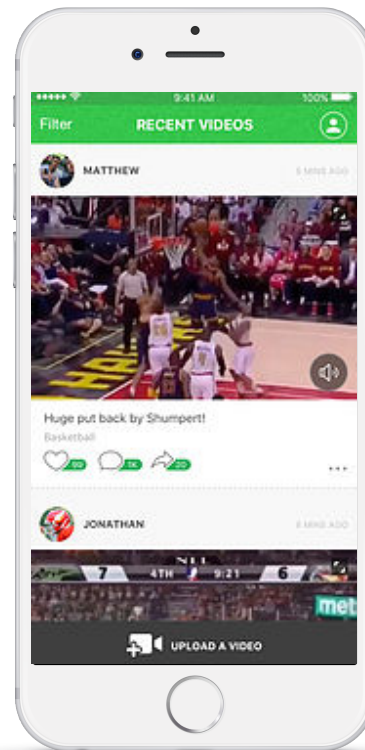 9:41 AM 100%
Filter RECENT VIDEOS
MATTHEW 5 MINS AGO
Huge put back by Shumpert!
Basketball
99 1K 20
...
JONATHAN 8 MINS AGO
7 4TH 9:21 6
met
UPLOAD A VIDEO